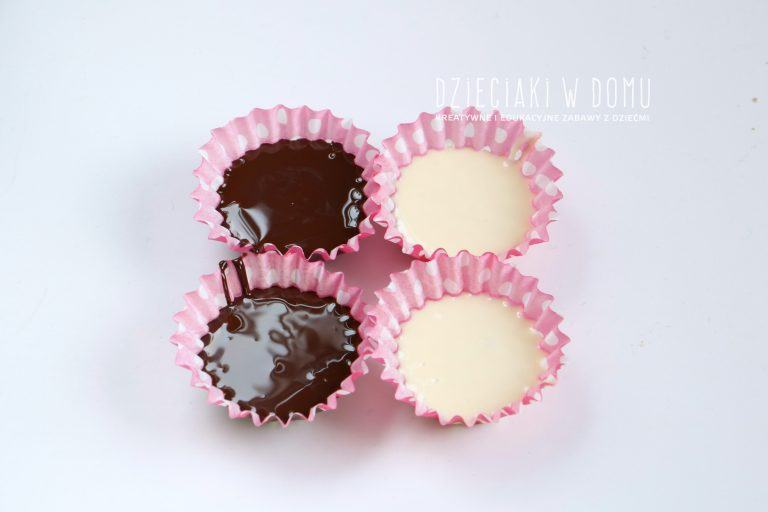 DZIECIAKI W DOMU
KREATYWNE I EDUKACYJNE ZABAWY Z DZIEĆMI